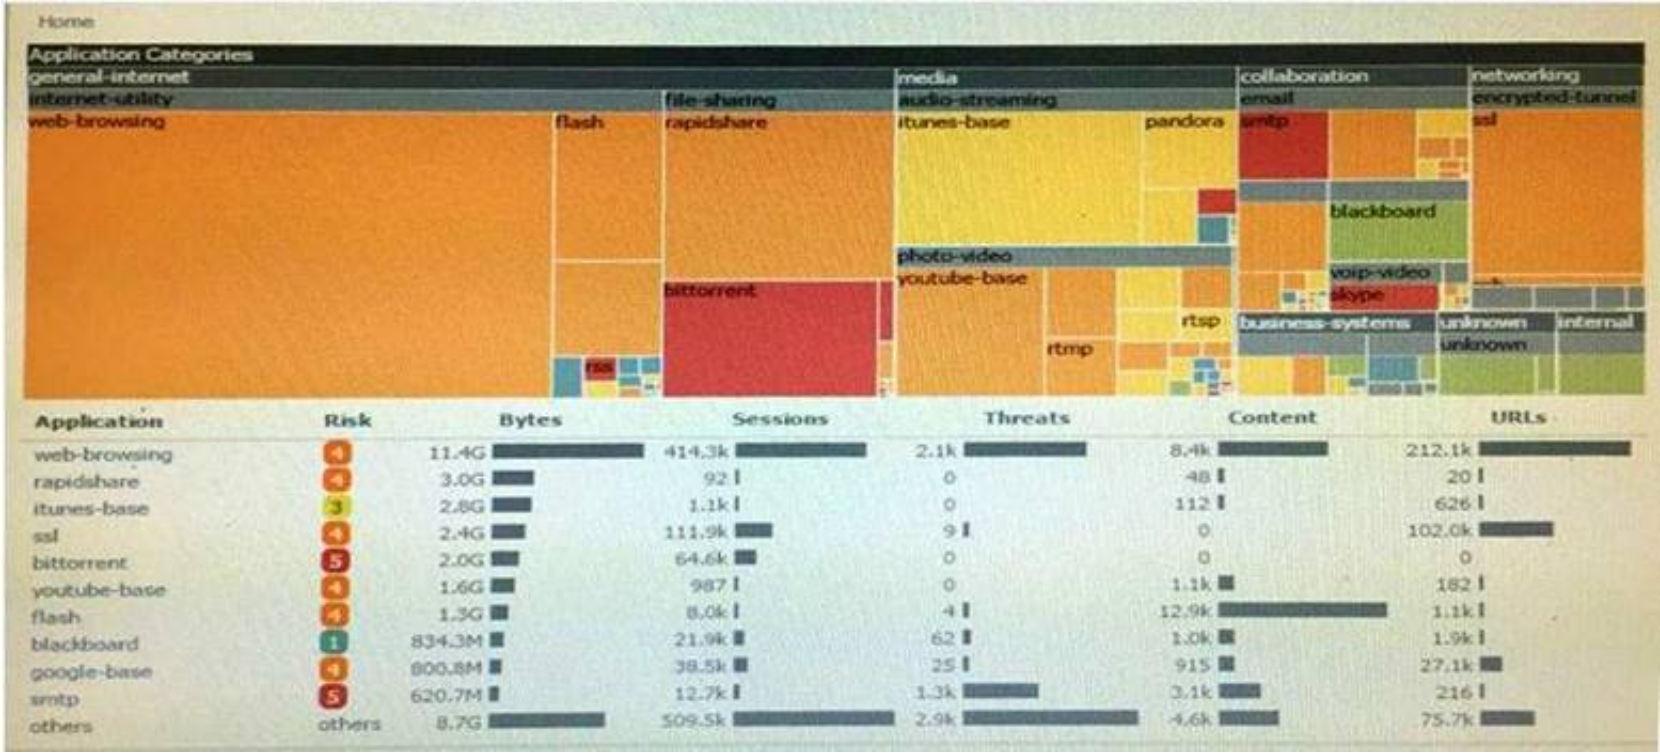 Home
Application Categories
general-internet media collaboration networking
internet-utility file-sharing audio-streaming email encrypted-tunnel
web-browsing flash rapidshare itunes-base pandora smtp ssl
blackboard
photo-video
voip-video
youtube-base
bittorrent skype
rtsp business-systems unknown internal
rtmp unknown
rss
Application Risk Bytes Sessions Threats Content URLs
web-browsing 4 11.4G 414.3k 2.1k 8.4k 212.1k
rapidshare 4 3.0G 92 0 48 20
itunes-base 3 2.8G 1.1k 0 112 626
ssl 4 2.4G 111.9k 9 0 102.0k
bittorrent 5 2.0G 64.6k 0 0 0
youtube-base 4 1.6G 987 0 1.1k 182
flash 4 1.3G 8.0k 4 12.9k 1.1k
blackboard 1 834.3M 21.9k 62 1.0k 1.9k
google-base 4 800.8M 38.5k 25 915 27.1k
smtp 5 620.7M 12.7k 1.3k 3.1k 216
others others 8.7G 509.5k 2.9k 4.6k 75.7k